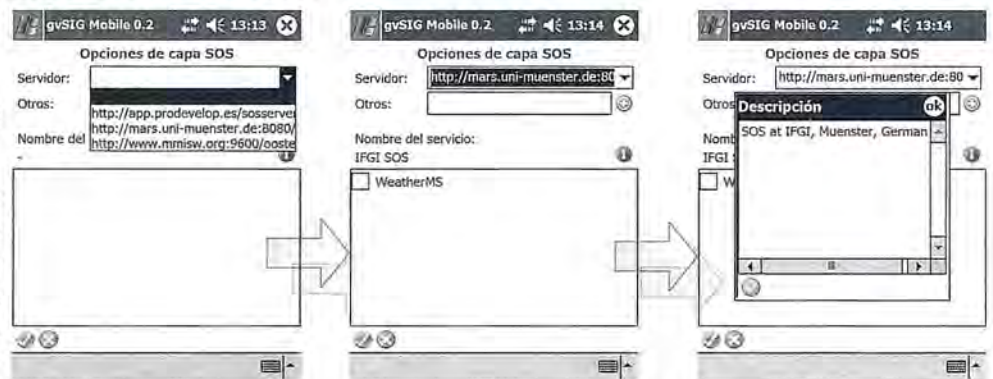 gvSIG Mobile 0.2 13:13
Opciones de capa SOS
Servidor:
Otros:
http://app.prodevelop.es/sosserve
http://mars.uni-muenster.de:8080/
http://www.mmisw.org:9600/ooste
Nombre del
-
gvSIG Mobile 0.2 13:14
Opciones de capa SOS
Servidor: http://mars.uni-muenster.de:80
Otros:
Nombre del servicio:
IFGI SOS
WeatherMS
gvSIG Mobile 0.2 13:14
Opciones de capa SOS
Servidor: http://mars.uni-muenster.de:80
Otros
Descripción ok
SOS at IFGI, Muenster, German
Nomb
IFGI
W